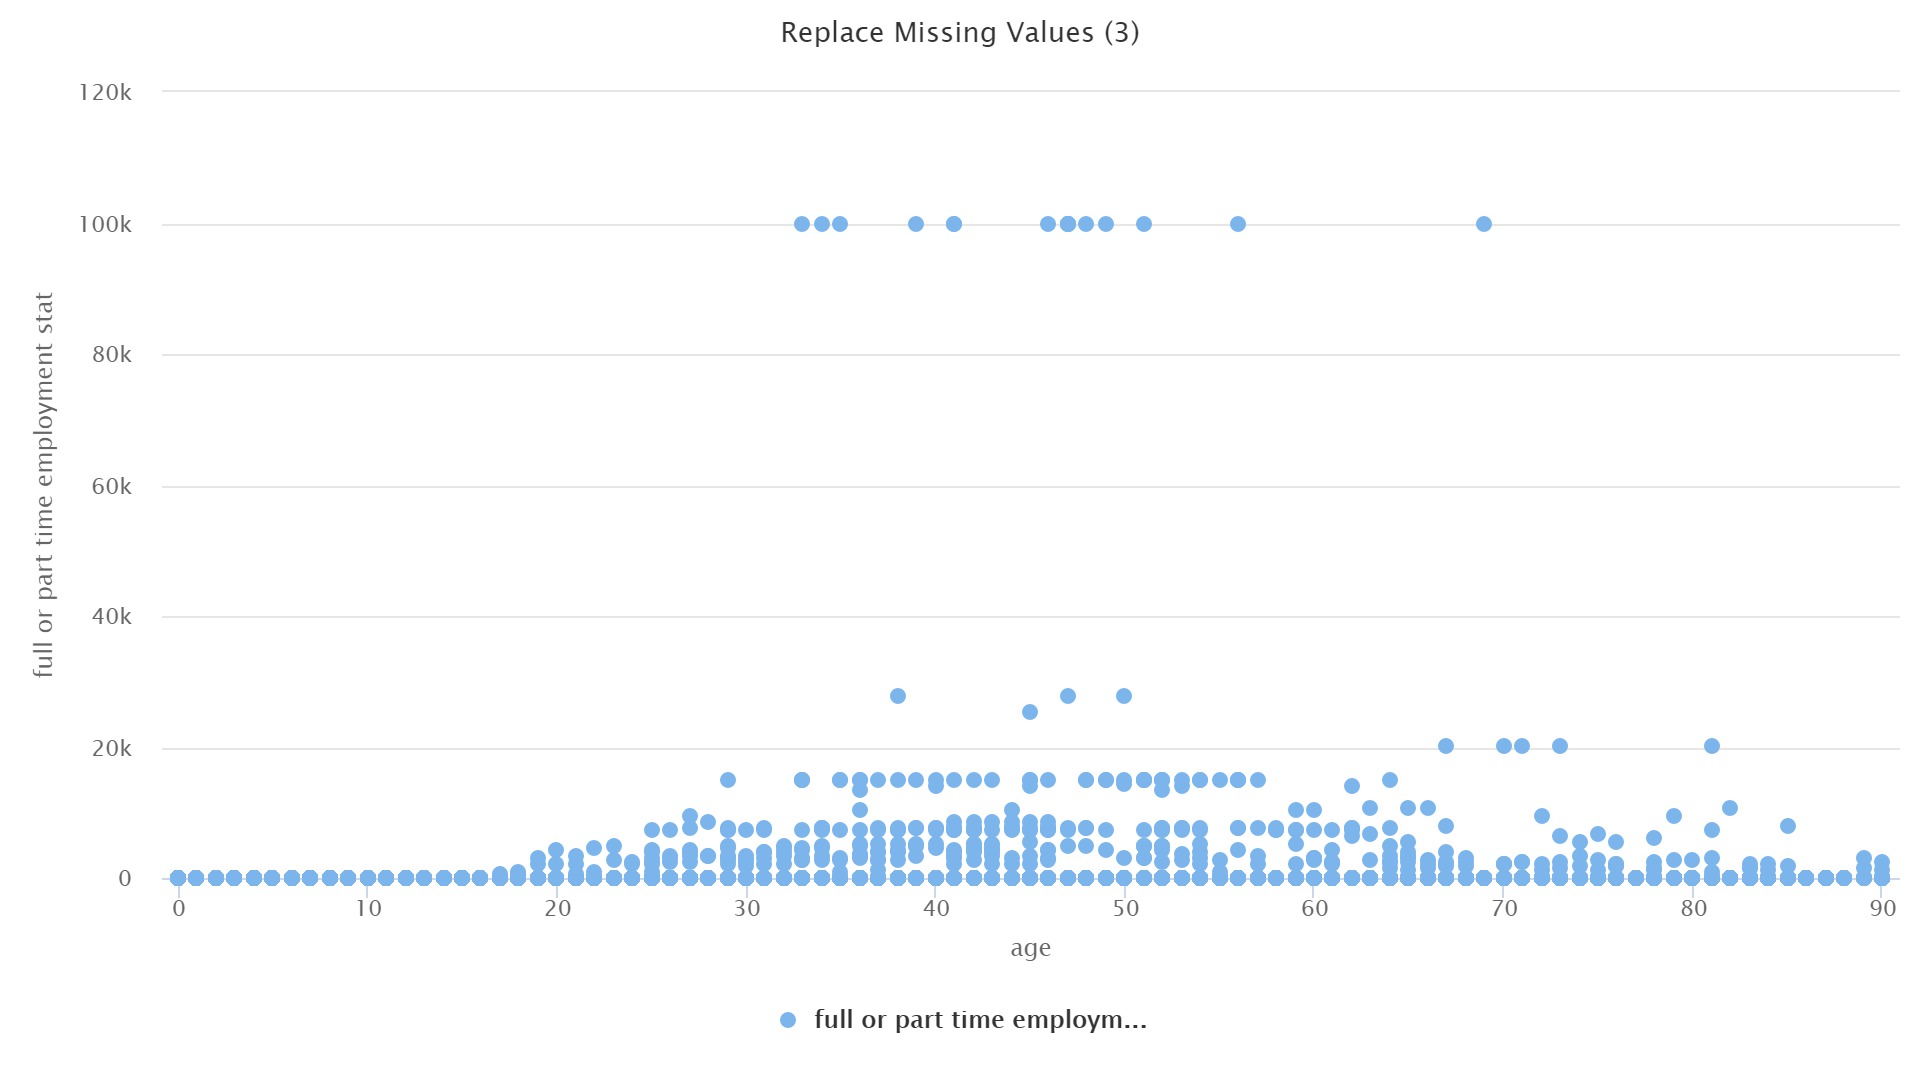 Replace Missing Values (3)
120k
100k
80k
60k
40k
20k
0
full or part time employment stat
0 10 20 30 40 50 60 70 80 90
age
full or part time employm...